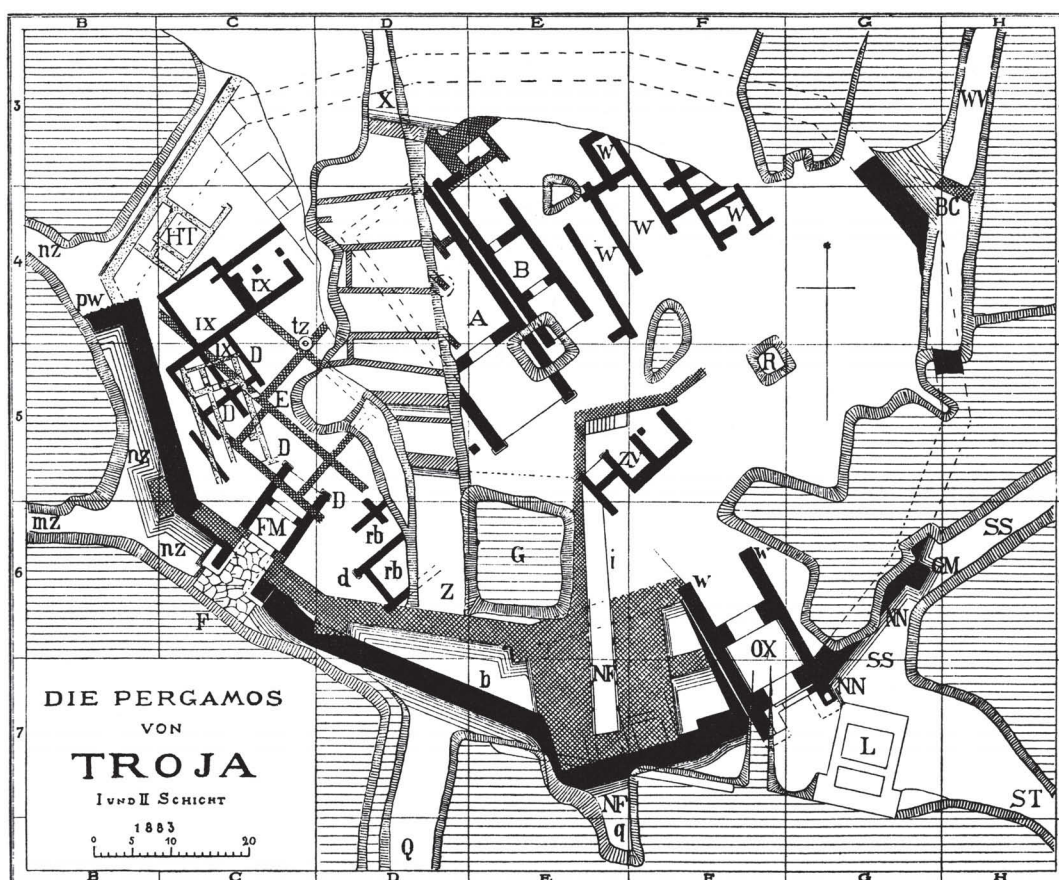 B C D E F G H
3
4
5
6
7
X
WV
BC
W
W
W
W
W
HT
nz
pw
rx
IX
tz
A
B
R
D
D
E
D
D
ZV
nz
mz
nz
FM
F
rb
rb
d
Z
G
i
w
w
OX
SS
GM
NN
SS
NN
b
NF
L
ST
NF
q
Q
DIE PERGAMOS
VON
TROJA
I UND II SCHICHT
1883
0 5 10 20
B C D E F G H